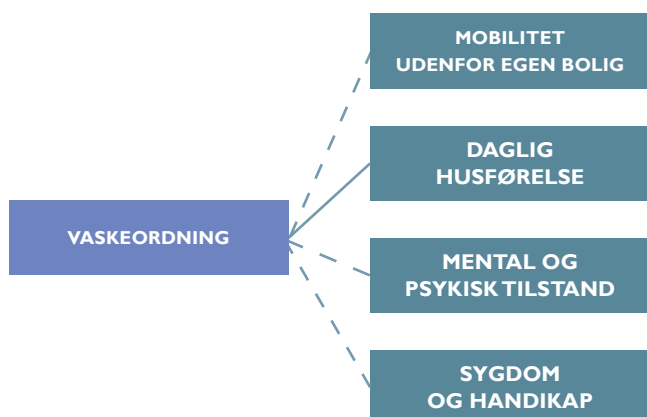 MOBILITET
UDENFOR EGEN BOLIG
DAGLIG
HUSFØRELSE
VASKEORDNING
MENTAL OG
PSYKISK TILSTAND
SYGDOM
OG HANDIKAP